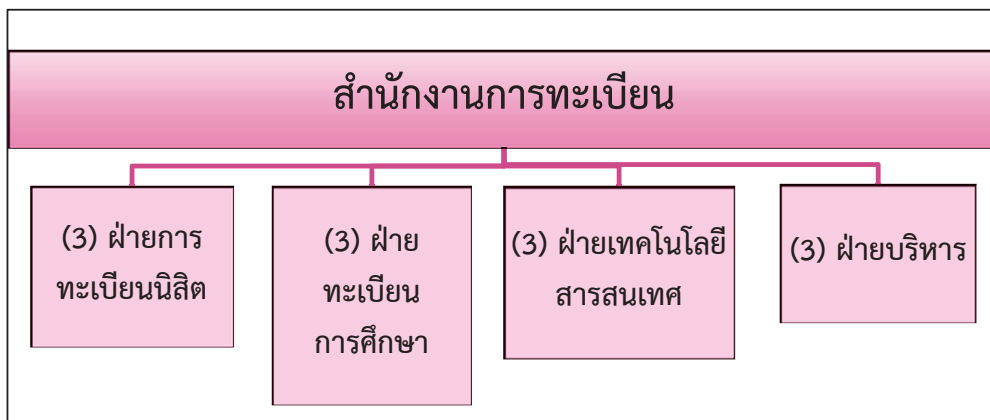 สำนักงานการทะเบียน
(3) ฝ่ายการ
ทะเบียนนิสิต
(3) ฝ่าย
ทะเบียน
การศึกษา
(3) ฝ่ายเทคโนโลยี
สารสนเทศ
(3) ฝ่ายบริหาร